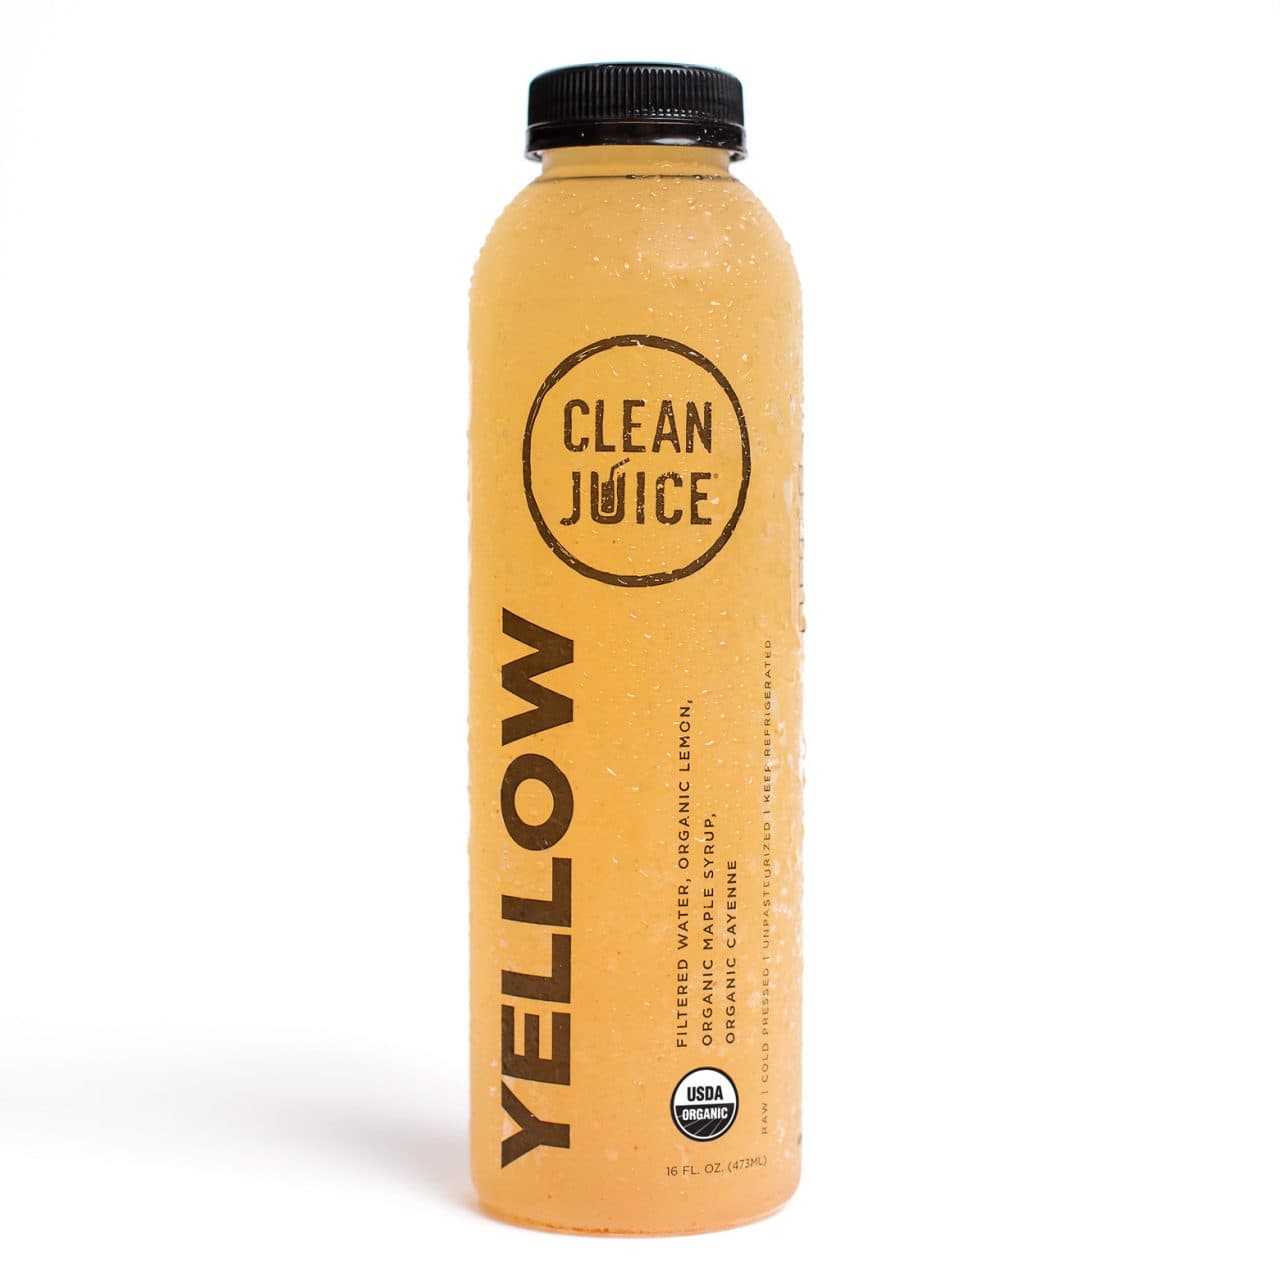 CLEAN
JUICE
YELLOW
FILTERED WATER, ORGANIC LEMON,
ORGANIC MAPLE SYRUP,
ORGANIC CAYENNE
RAW | COLD PRESSED | UNPASTEURIZED | KEEP REFRIGERATED
USDA
ORGANIC
16 FL. OZ. (473ML)